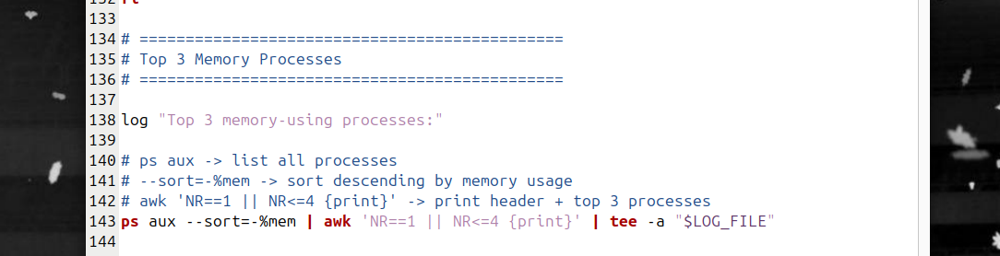 132 fi
133
134 # ==============================================
135 # Top 3 Memory Processes
136 # ==============================================
137
138 log "Top 3 memory-using processes:"
139
140 # ps aux -> list all processes
141 # --sort=-%mem -> sort descending by memory usage
142 # awk 'NR==1 || NR<=4 {print}' -> print header + top 3 processes
143 ps aux --sort=-%mem | awk 'NR==1 || NR<=4 {print}' | tee -a "$LOG_FILE"
144